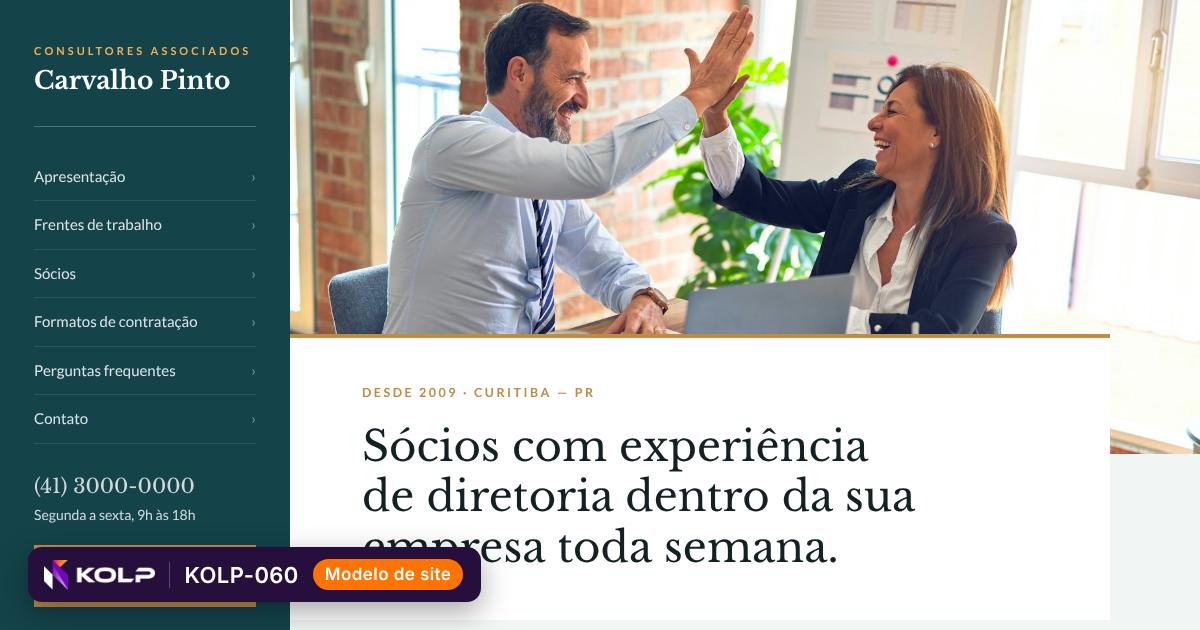 CONSULTORES ASSOCIADOS
Carvalho Pinto
Apresentação
Frentes de trabalho
Sócios
Formatos de contratação
Perguntas frequentes
Contato
(41) 3000-0000
Segunda a sexta, 9h às 18h
DESDE 2009 · CURITIBA — PR
Sócios com experiência
de diretoria dentro da sua
empresa toda semana.
KOLP
KOLP-060
Modelo de site